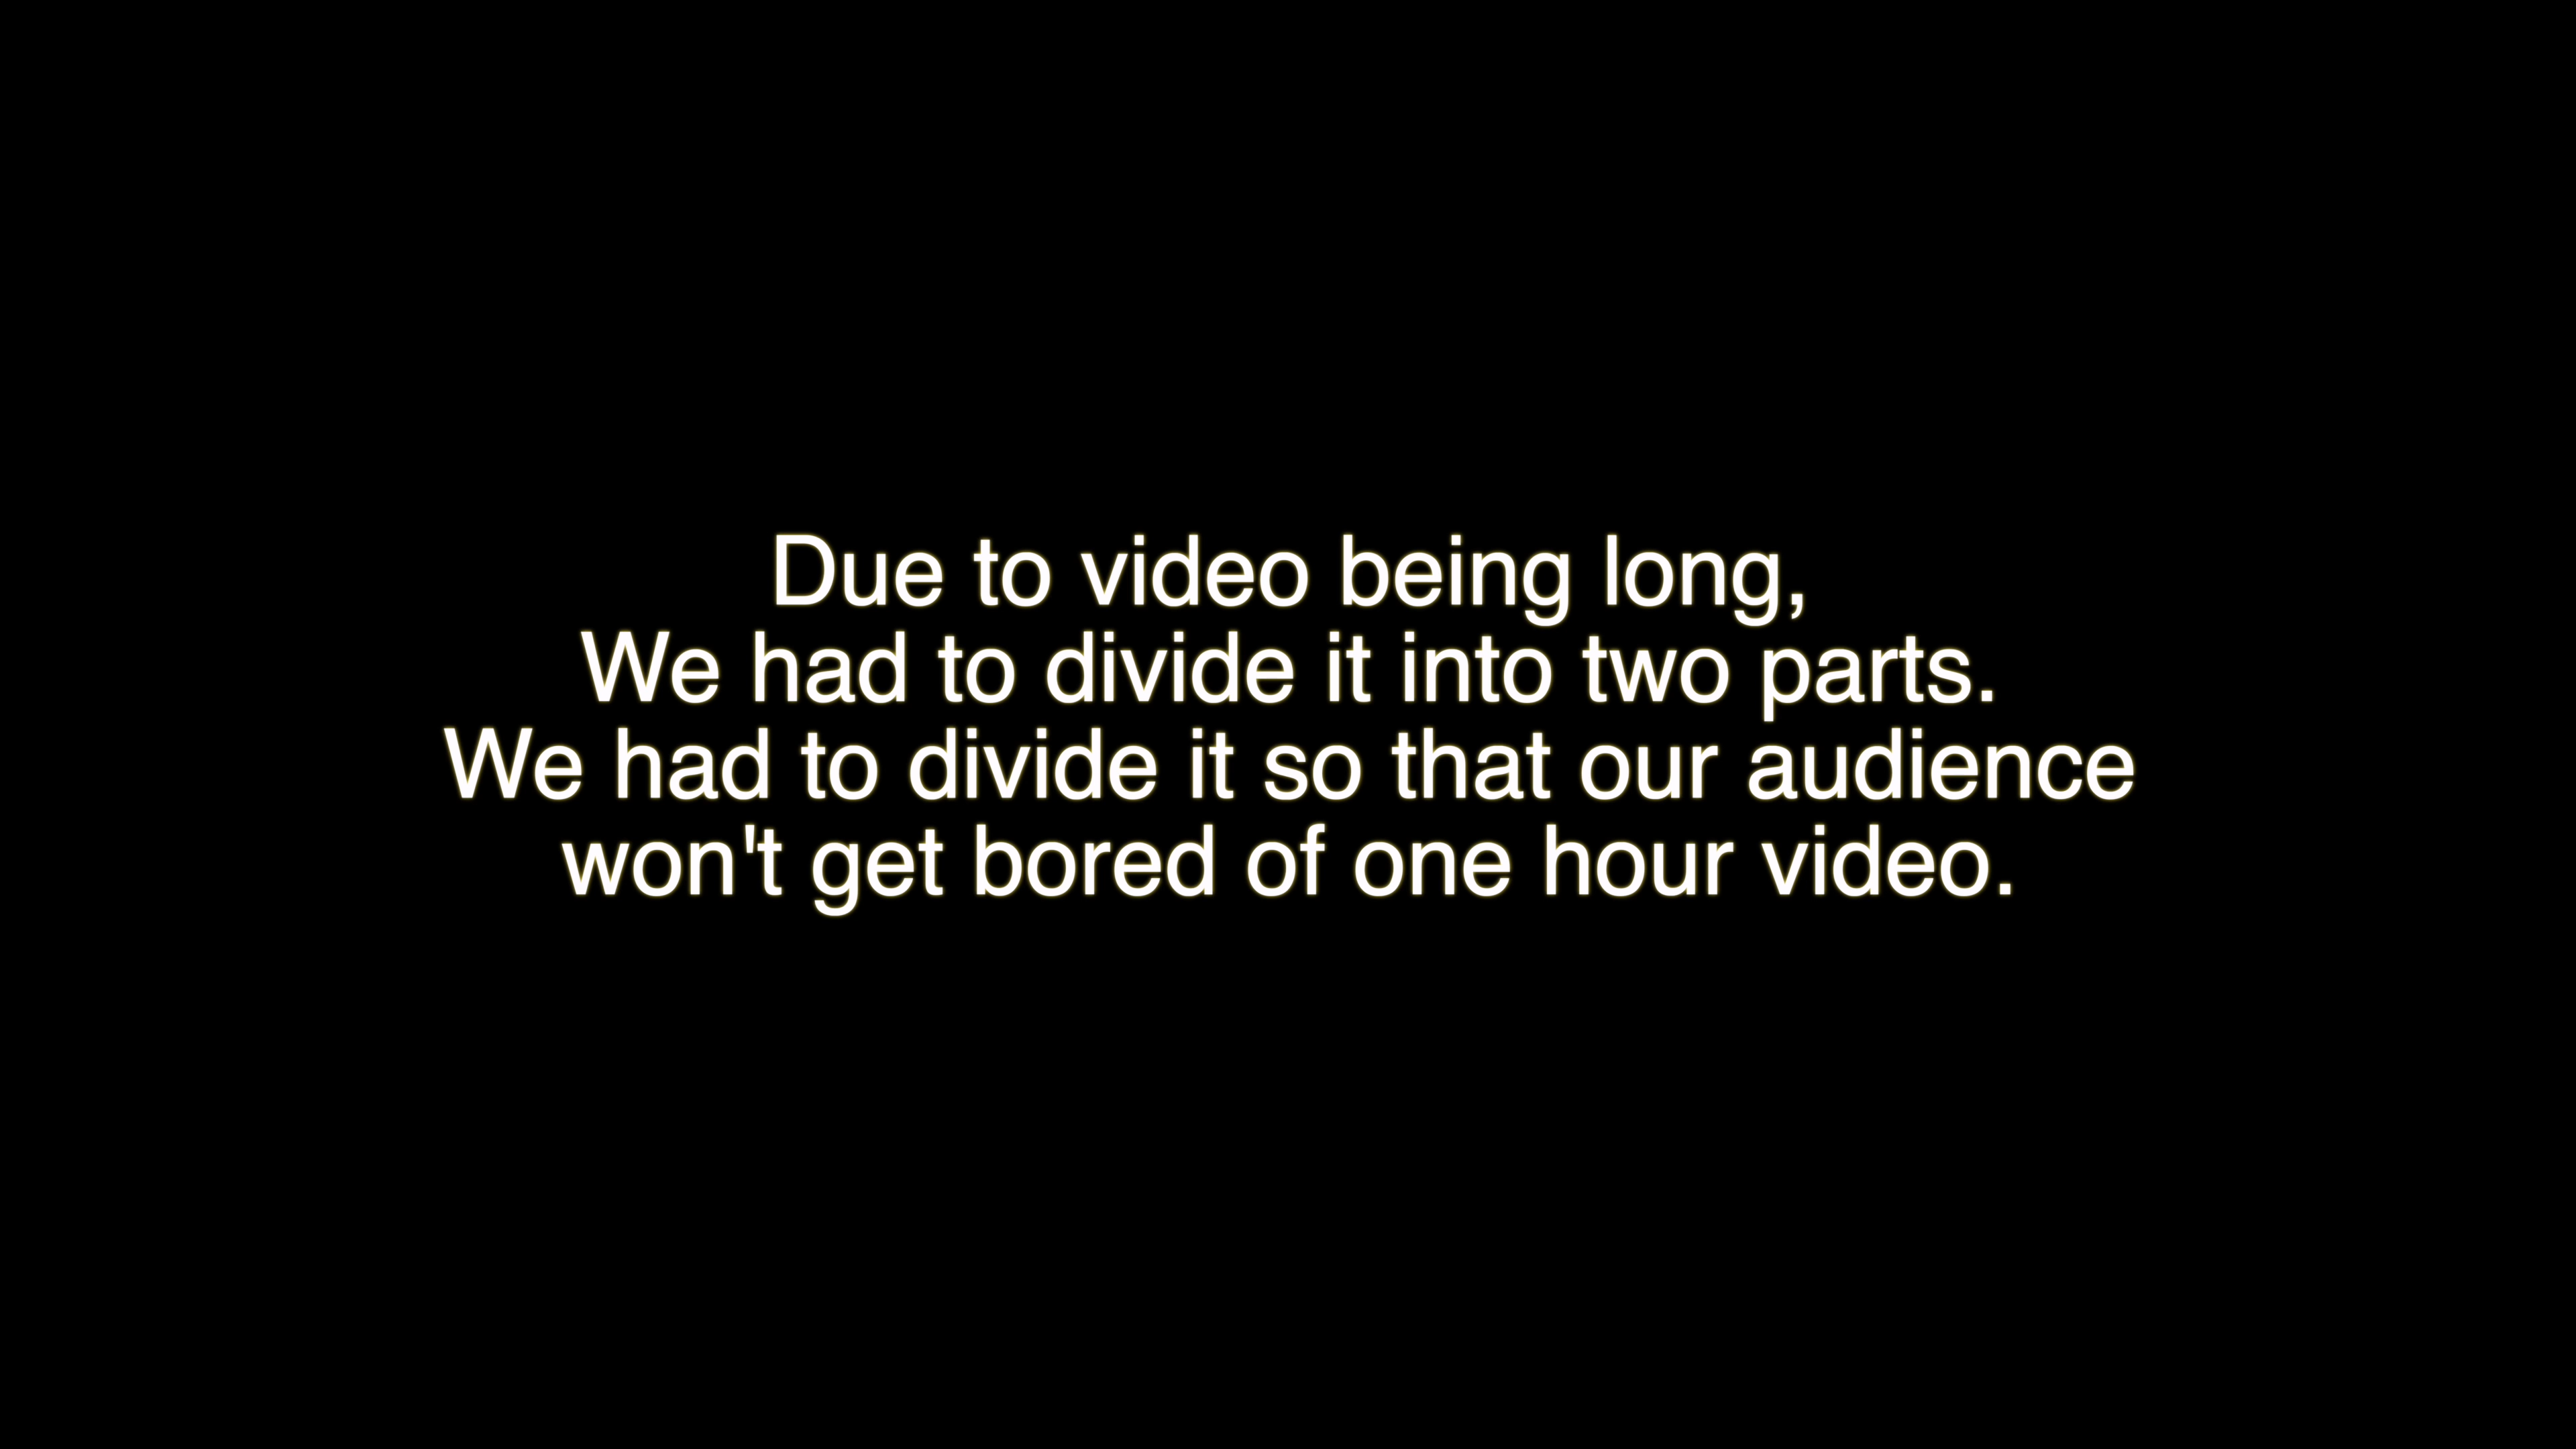 Due to video being long,
We had to divide it into two parts.
We had to divide it so that our audience
won't get bored of one hour video.